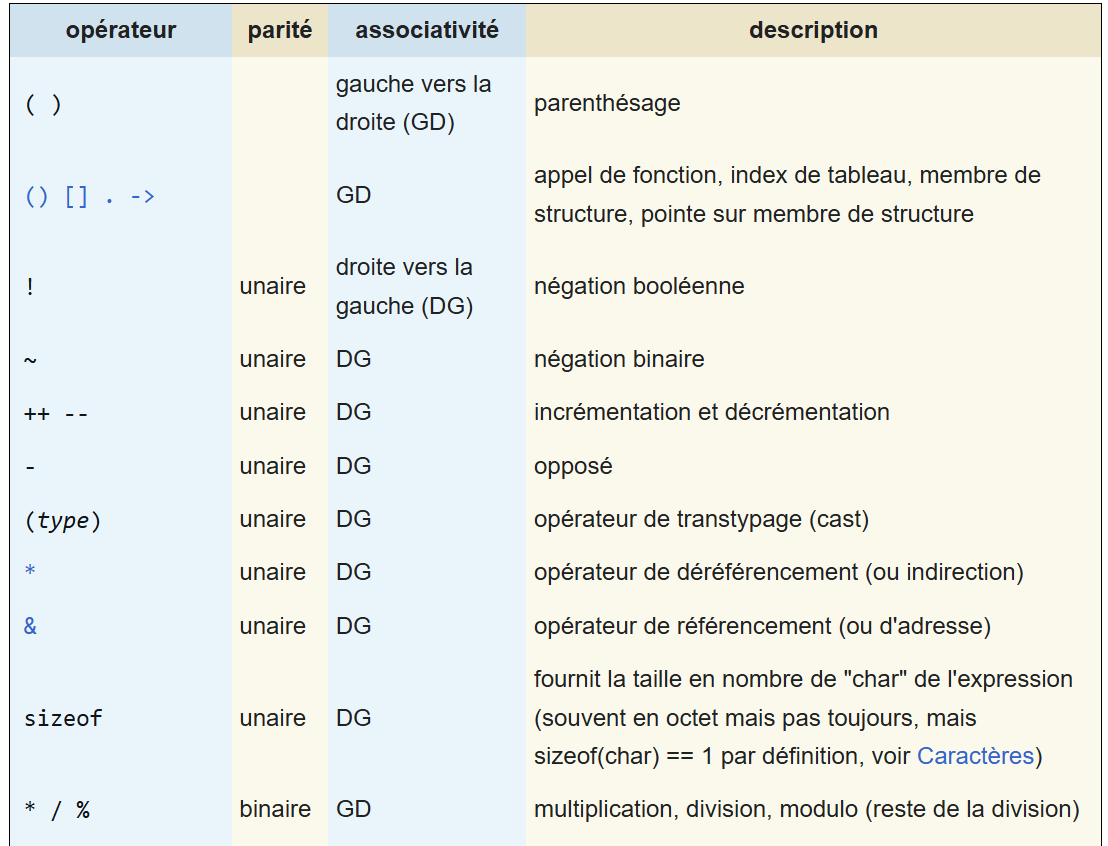 opérateur parité associativité description
gauche vers la
( ) parenthésage
droite (GD)
appel de fonction, index de tableau, membre de
() [] . -> GD
structure, pointe sur membre de structure
droite vers la
! unaire négation booléenne
gauche (DG)
~ unaire DG négation binaire
++ -- unaire DG incrémentation et décrémentation
- unaire DG opposé
(type) unaire DG opérateur de transtypage (cast)
* unaire DG opérateur de déréférencement (ou indirection)
& unaire DG opérateur de référencement (ou d'adresse)
fournit la taille en nombre de "char" de l'expression
sizeof unaire DG (souvent en octet mais pas toujours, mais
sizeof(char) == 1 par définition, voir Caractères)
* / % binaire GD multiplication, division, modulo (reste de la division)